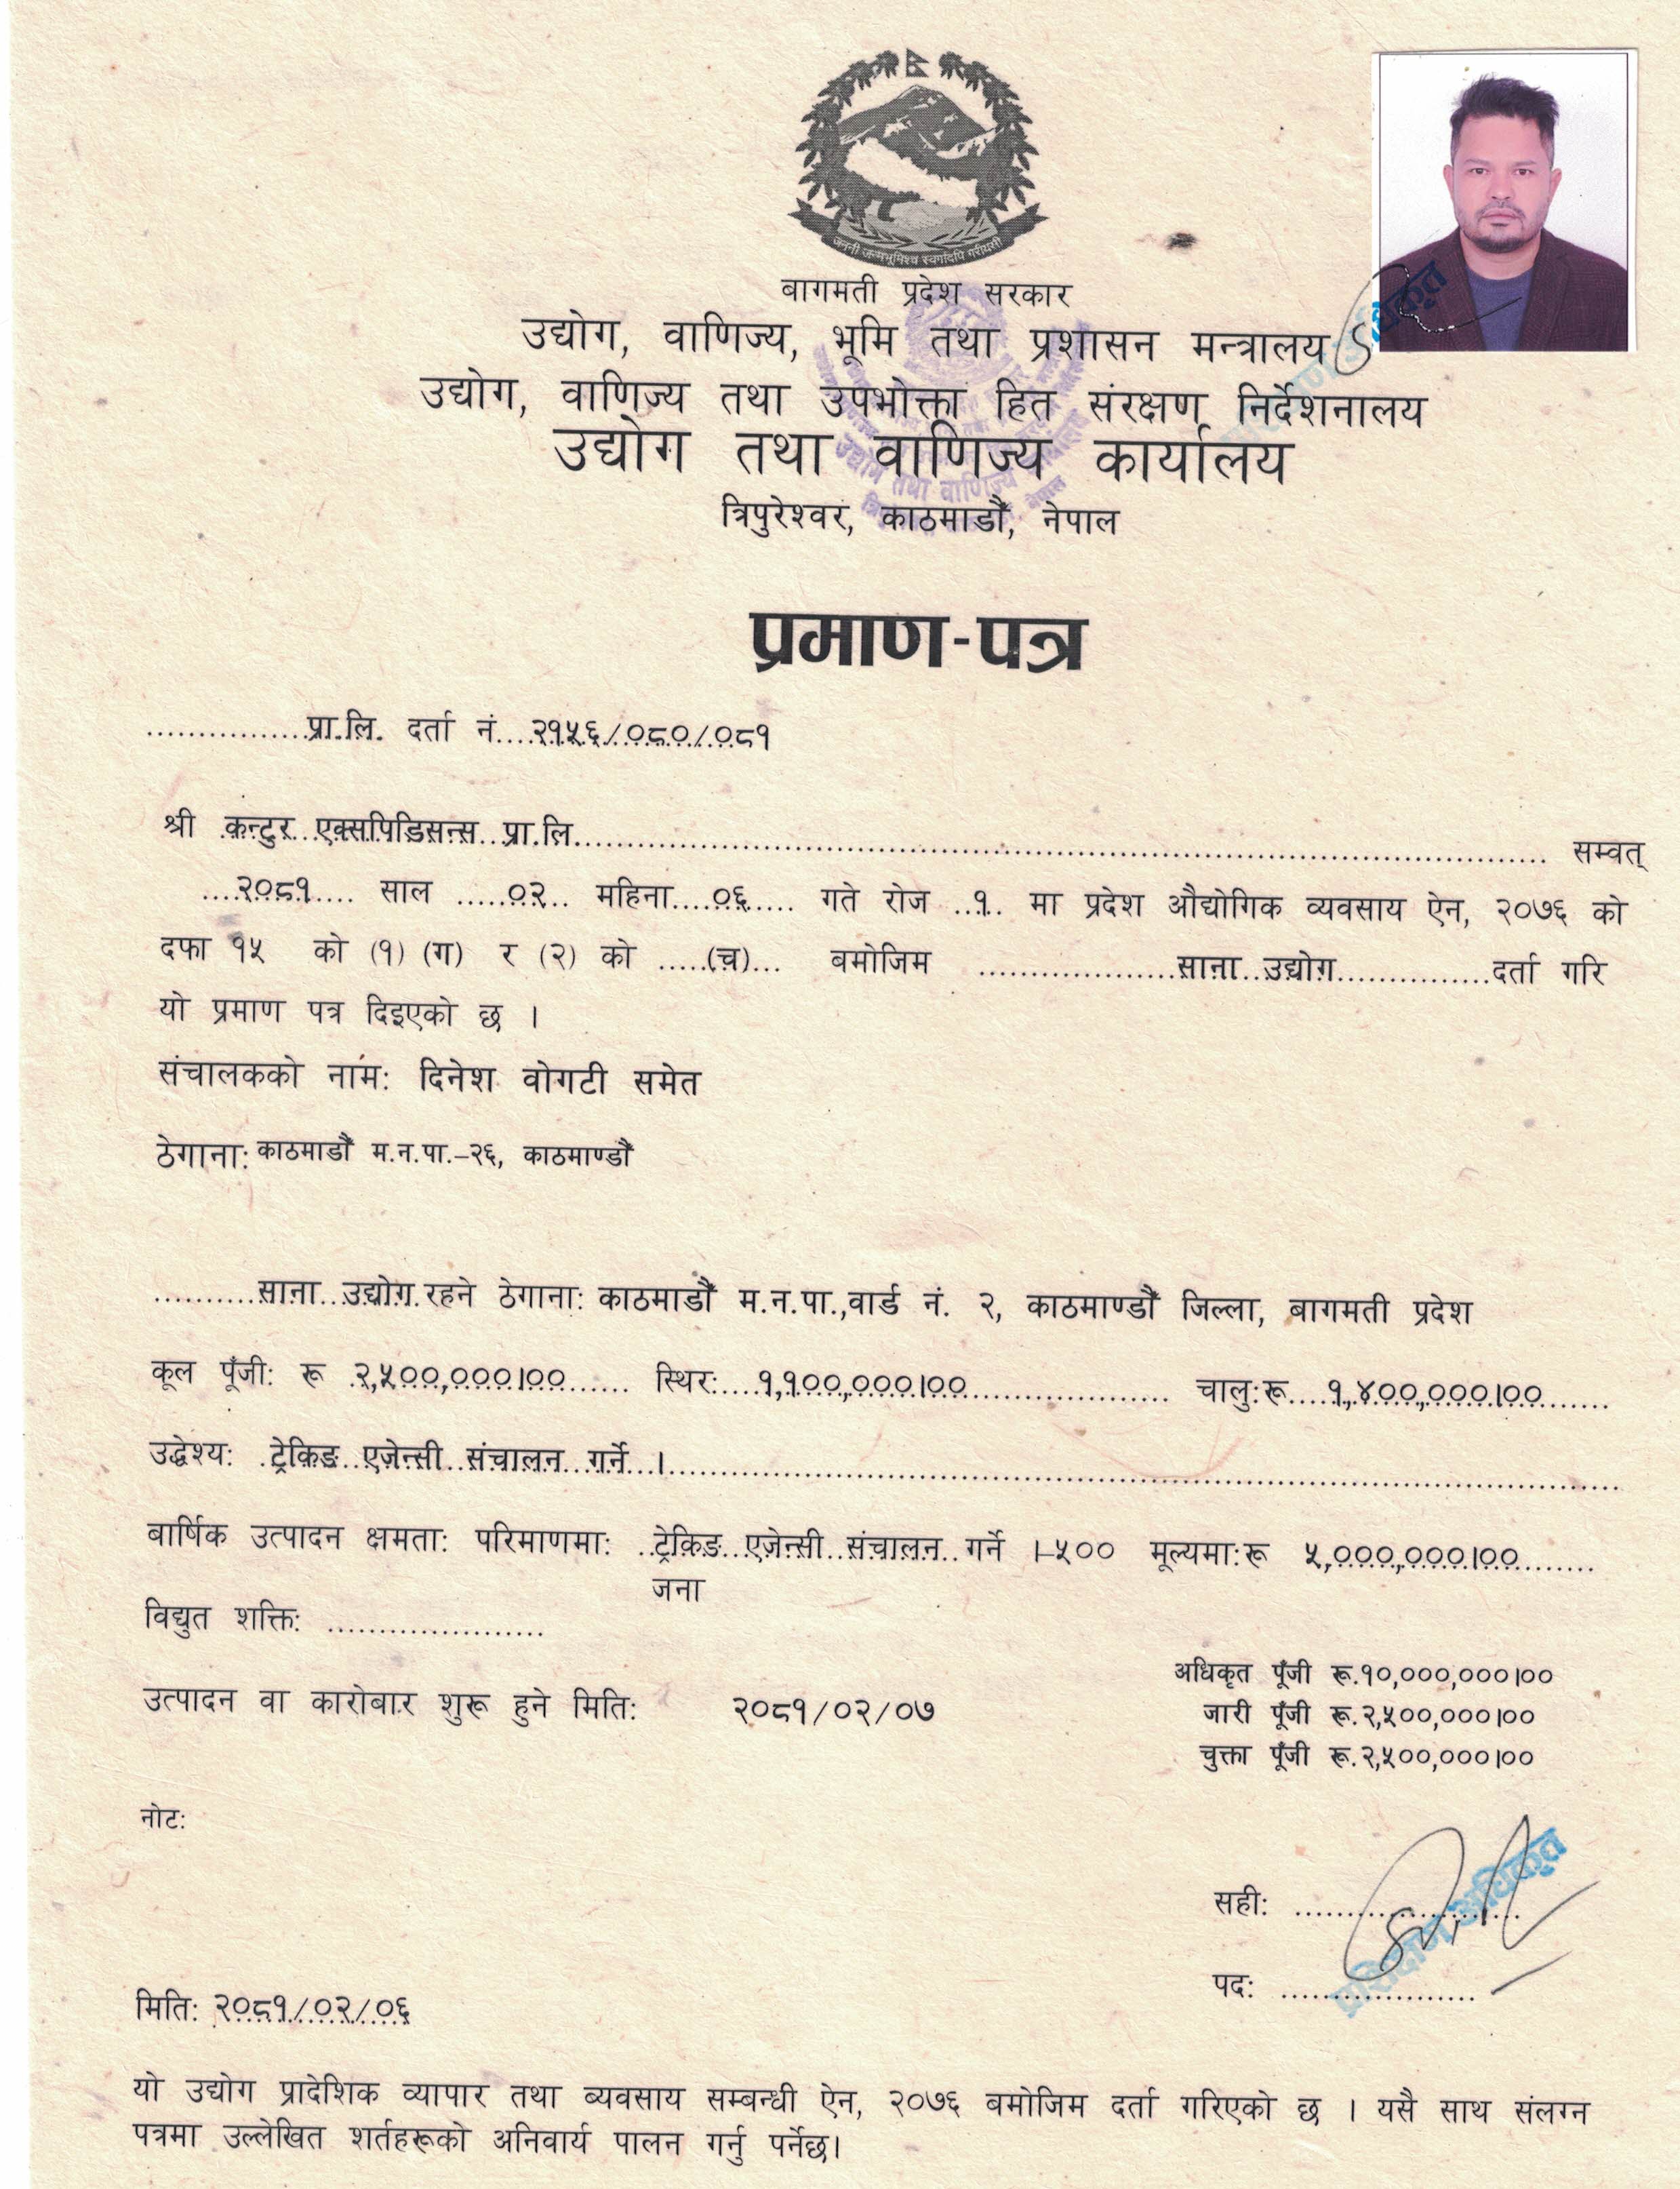 जननी जन्मभूमिश्च स्वर्गादपि गरीयसी
बागमती प्रदेश सरकार
उद्योग, वाणिज्य, भूमि तथा प्रशासन मन्त्रालय
उद्योग, वाणिज्य तथा उपभोक्ता हित संरक्षण निर्देशनालय
उद्योग तथा वाणिज्य कार्यालय
त्रिपुरेश्वर, काठमाडौं, नेपाल
प्रमाण-पत्र
................प्रा.लि. दर्ता नं....२१५६/०८०/०८१
श्री कन्टुर एक्सपिडिसन्स प्रा.लि. सम्वत्
....२०८१.... साल .....०२.. महिना....०६..... गते रोज ..१.. मा प्रदेश औद्योगिक व्यवसाय ऐन, २०७६ को
दफा १५ को (१) (ग) र (२) को .....(च)... बमोजिम ....................साना उद्योग................दर्ता गरि
यो प्रमाण पत्र दिइएको छ ।
संचालकको नाम: दिनेश वोगटी समेत
ठेगाना: काठमाडौं म.न.पा.–२६, काठमाण्डौं
..........साना उद्योग रहने ठेगाना: काठमाडौं म.न.पा.,वार्ड नं. २, काठमाण्डौं जिल्ला, बागमती प्रदेश
कूल पूँजी: रू २,५००,०००।००...... स्थिर:....१,१००,०००।००.................... चालु:रू....१,४००,०००।००.......
उद्धेश्य: ट्रेकिङ एजेन्सी संचालन गर्ने ।
बार्षिक उत्पादन क्षमता: परिमाणमा: ट्रेकिङ एजेन्सी संचालन गर्ने ।–५०० मूल्यमा:रू ५,०००,०००।००........
जना
विद्युत शक्ति: ......................
अधिकृत पूँजी रू.१०,०००,०००।००
उत्पादन वा कारोबार शुरू हुने मिति: २०८१/०२/०७
जारी पूँजी रू.२,५००,०००।००
चुक्ता पूँजी रू.२,५००,०००।००
नोट:
सही: ........................
पद: ....................
मिति: २०८१/०२/०६
यो उद्योग प्रादेशिक व्यापार तथा ब्यवसाय सम्बन्धी ऐन, २०७६ बमोजिम दर्ता गरिएको छ । यसै साथ संलग्न
पत्रमा उल्लेखित शर्तहरूको अनिवार्य पालन गर्नु पर्नेछ।